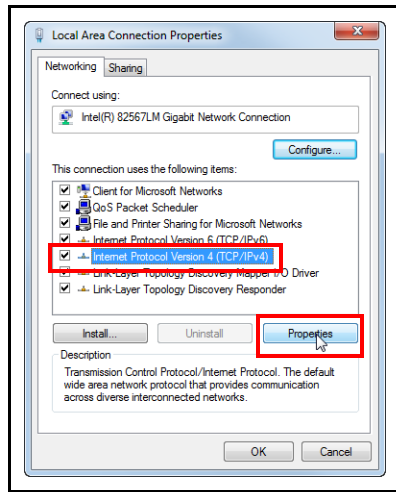 Local Area Connection Properties
Networking Sharing
Connect using:
Intel(R) 82567LM Gigabit Network Connection
Configure...
This connection uses the following items:
Client for Microsoft Networks
QoS Packet Scheduler
File and Printer Sharing for Microsoft Networks
Internet Protocol Version 6 (TCP/IPv6)
Internet Protocol Version 4 (TCP/IPv4)
Link-Layer Topology Discovery Mapper I/O Driver
Link-Layer Topology Discovery Responder
Install... Uninstall Properties
Description
Transmission Control Protocol/Internet Protocol. The default
wide area network protocol that provides communication
across diverse interconnected networks.
OK Cancel